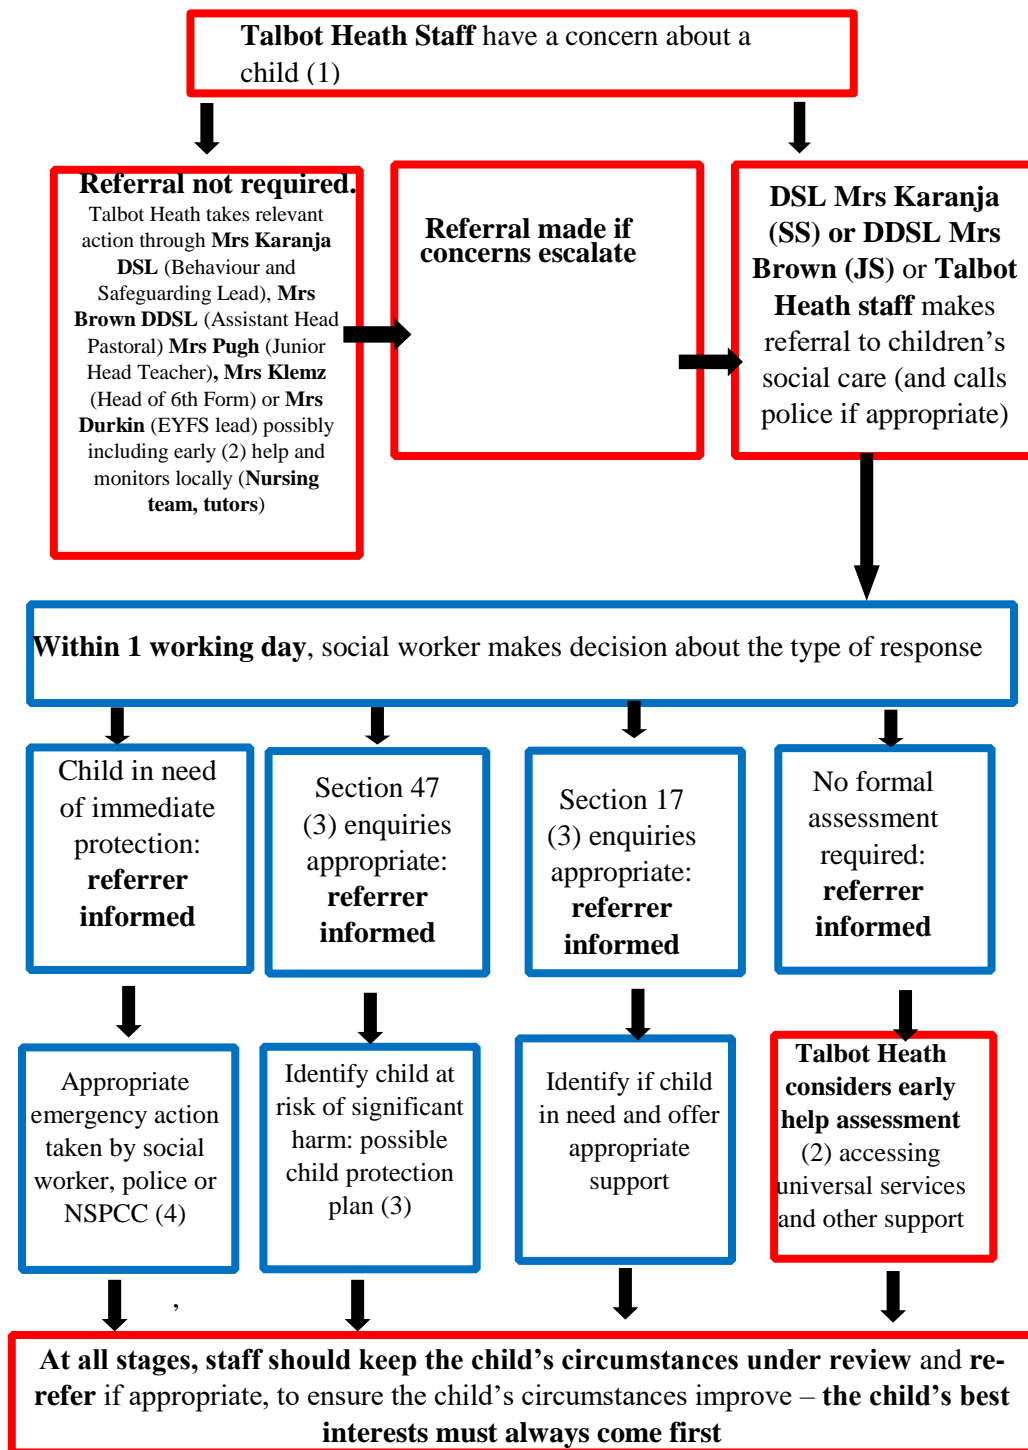 Talbot Heath Staff have a concern about a
child (1)
Referral not required.
Talbot Heath takes relevant
action through Mrs Karanja
DSL (Behaviour and
Safeguarding Lead), Mrs
Brown DDSL (Assistant Head
Pastoral) Mrs Pugh (Junior
Head Teacher), Mrs Klemz
(Head of 6th Form) or Mrs
Durkin (EYFS lead) possibly
including early (2) help and
monitors locally (Nursing
team, tutors)
Referral made if
concerns escalate
DSL Mrs Karanja
(SS) or DDSL Mrs
Brown (JS) or Talbot
Heath staff makes
referral to children’s
social care (and calls
police if appropriate)
Within 1 working day, social worker makes decision about the type of response
Child in need
of immediate
protection:
referrer
informed
Section 47
(3) enquiries
appropriate:
referrer
informed
Section 17
(3) enquiries
appropriate:
referrer
informed
No formal
assessment
required:
referrer
informed
Appropriate
emergency action
taken by social
worker, police or
NSPCC (4)
Identify child at
risk of significant
harm: possible
child protection
plan (3)
Identify if child
in need and offer
appropriate
support
Talbot Heath
considers early
help assessment
(2) accessing
universal services
and other support
,
At all stages, staff should keep the child’s circumstances under review and re-
refer if appropriate, to ensure the child’s circumstances improve – the child’s best
interests must always come first